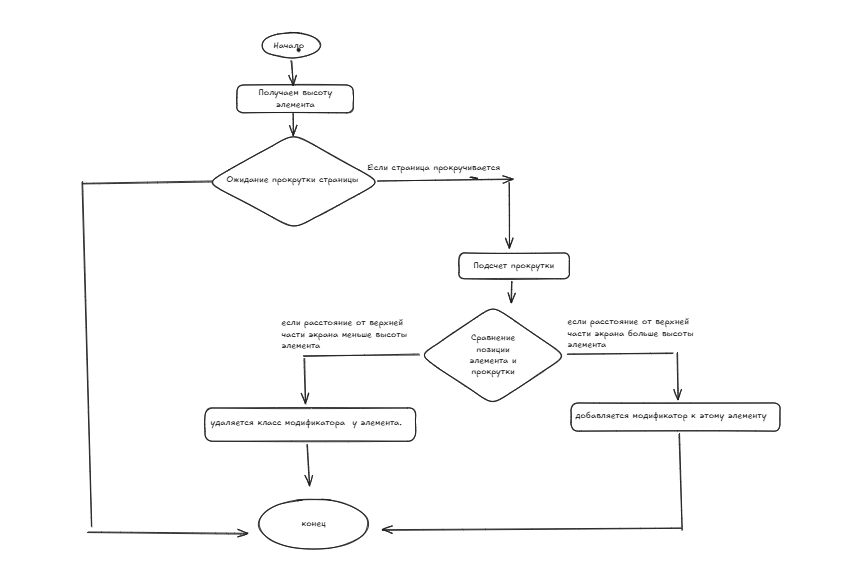 Начало
Получаем высоту
элемента
Если страница прокручивается
Ожидание прокрутки страницы
Подсчет прокрутки
если расстояние от верхней
части экрана меньше высоты
элемента
Сравнение
позиции
элемента и
прокрутки
если расстояние от верхней
части экрана больше высоты
элемента
удаляется класс модификатора у элемента.
добавляется модификатор к этому элементу
конец